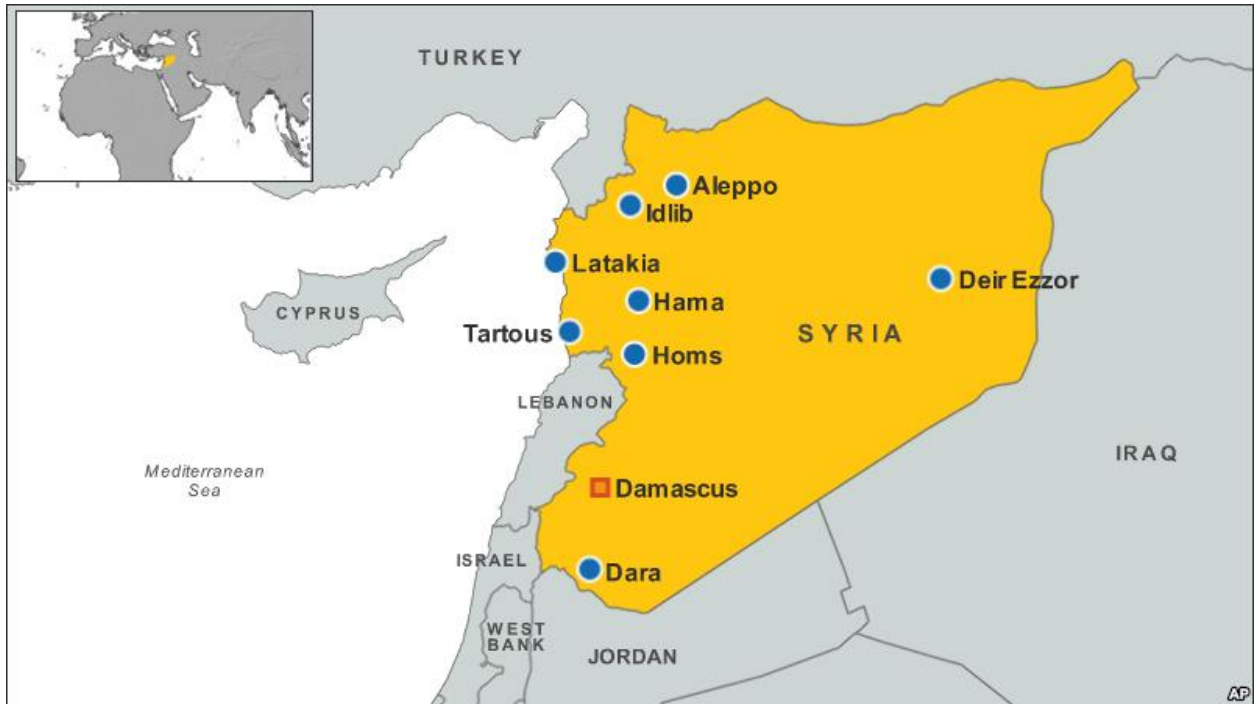 TURKEY
Aleppo
Idlib
Latakia
Deir Ezzor
Hama
CYPRUS
Tartous
SYRIA
Homs
LEBANON
IRAQ
Mediterranean
Sea
Damascus
ISRAEL
Dara
WEST
BANK
JORDAN
AP